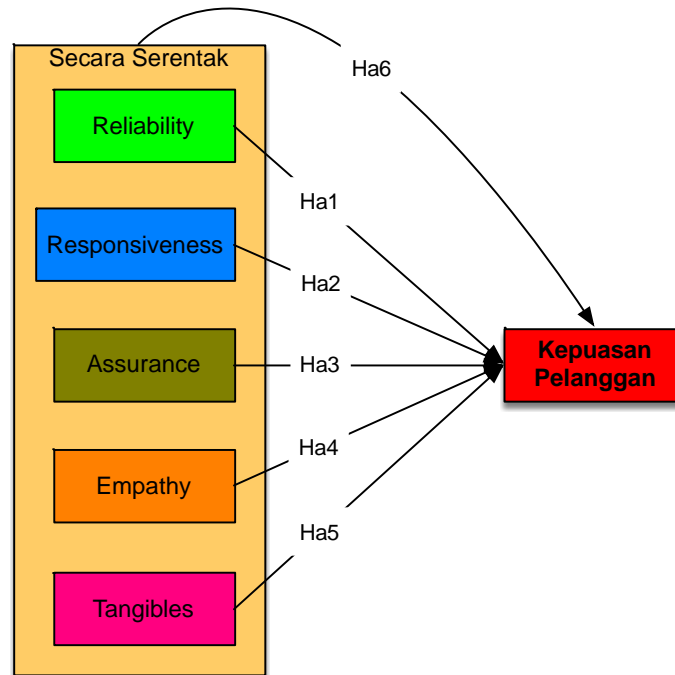 Secara Serentak
Ha6
Reliability
Ha1
Responsiveness
Ha2
Assurance
Ha3
Kepuasan
Pelanggan
Ha4
Empathy
Ha5
Tangibles